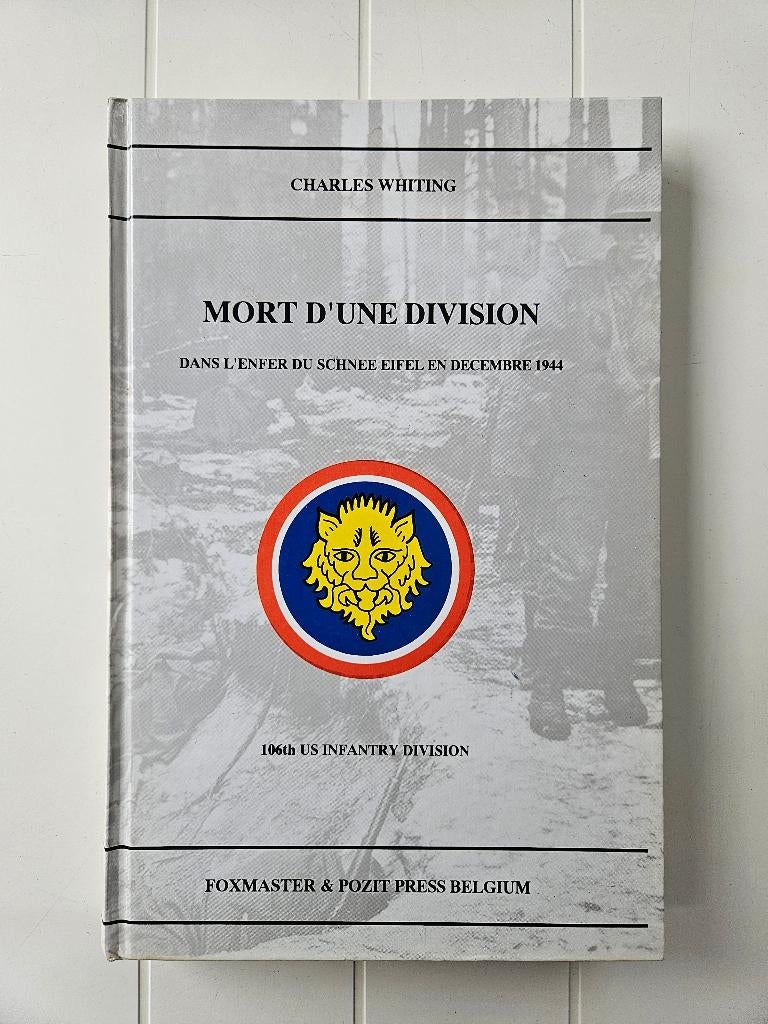 CHARLES WHITING
MORT D'UNE DIVISION
DANS L'ENFER DU SCHNEE EIFEL EN DECEMBRE 1944
106th US INFANTRY DIVISION
FOXMASTER & POZIT PRESS BELGIUM